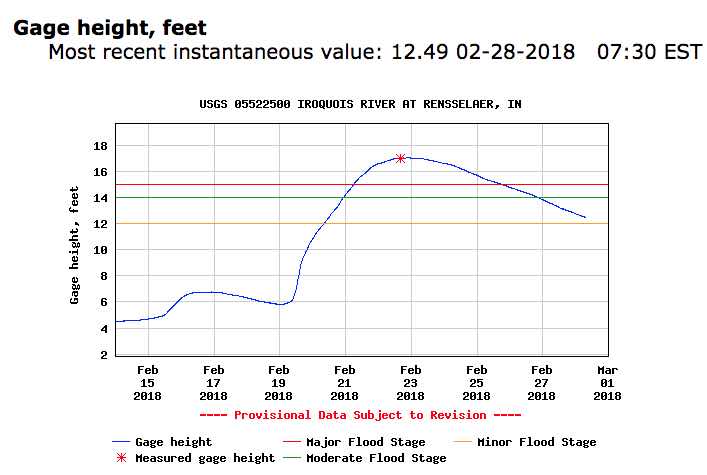 Gage height, feet
Most recent instantaneous value: 12.49 02-28-2018 07:30 EST
USGS 05522500 IROQUOIS RIVER AT RENSSELAER, IN
Gage height, feet
18
16
14
12
10
8
6
4
2
Feb 15 2018
Feb 17 2018
Feb 19 2018
Feb 21 2018
Feb 23 2018
Feb 25 2018
Feb 27 2018
Mar 01 2018
---- Provisional Data Subject to Revision ----
Gage height
Major Flood Stage
Minor Flood Stage
Measured gage height
Moderate Flood Stage